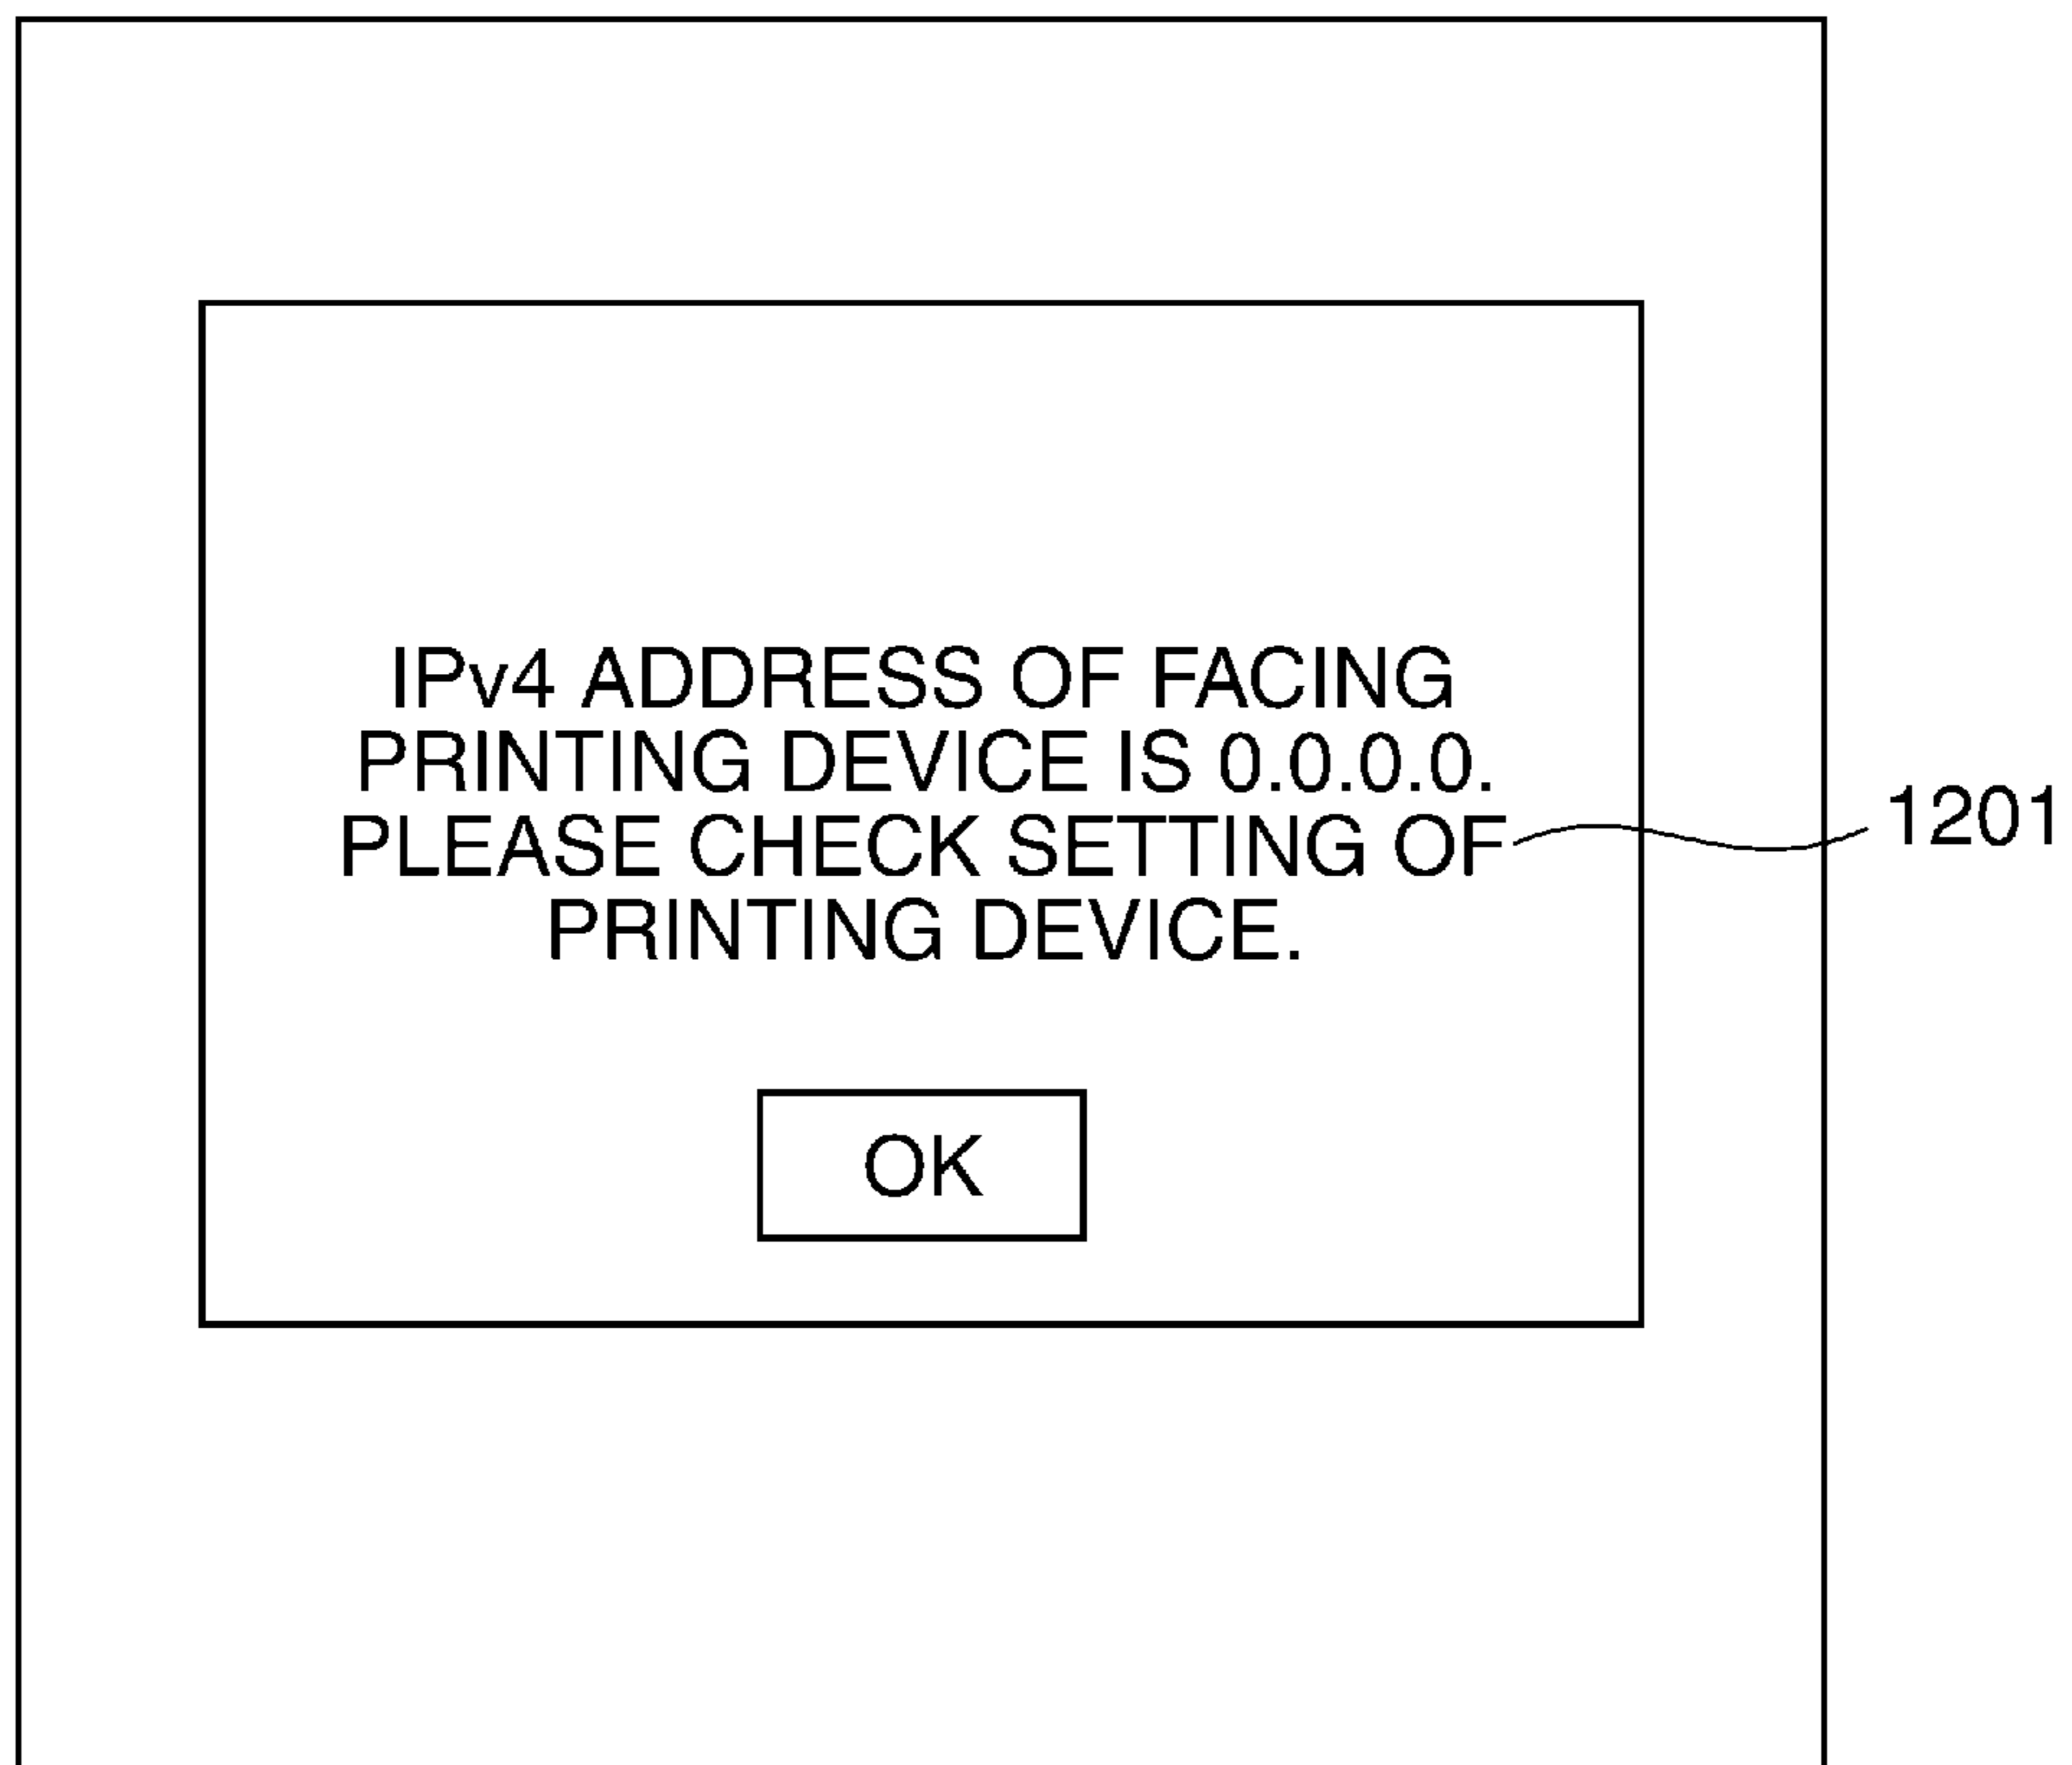 IPv4 ADDRESS OF FACING
PRINTING DEVICE IS 0.0.0.0.
PLEASE CHECK SETTING OF
PRINTING DEVICE.
1201
OK